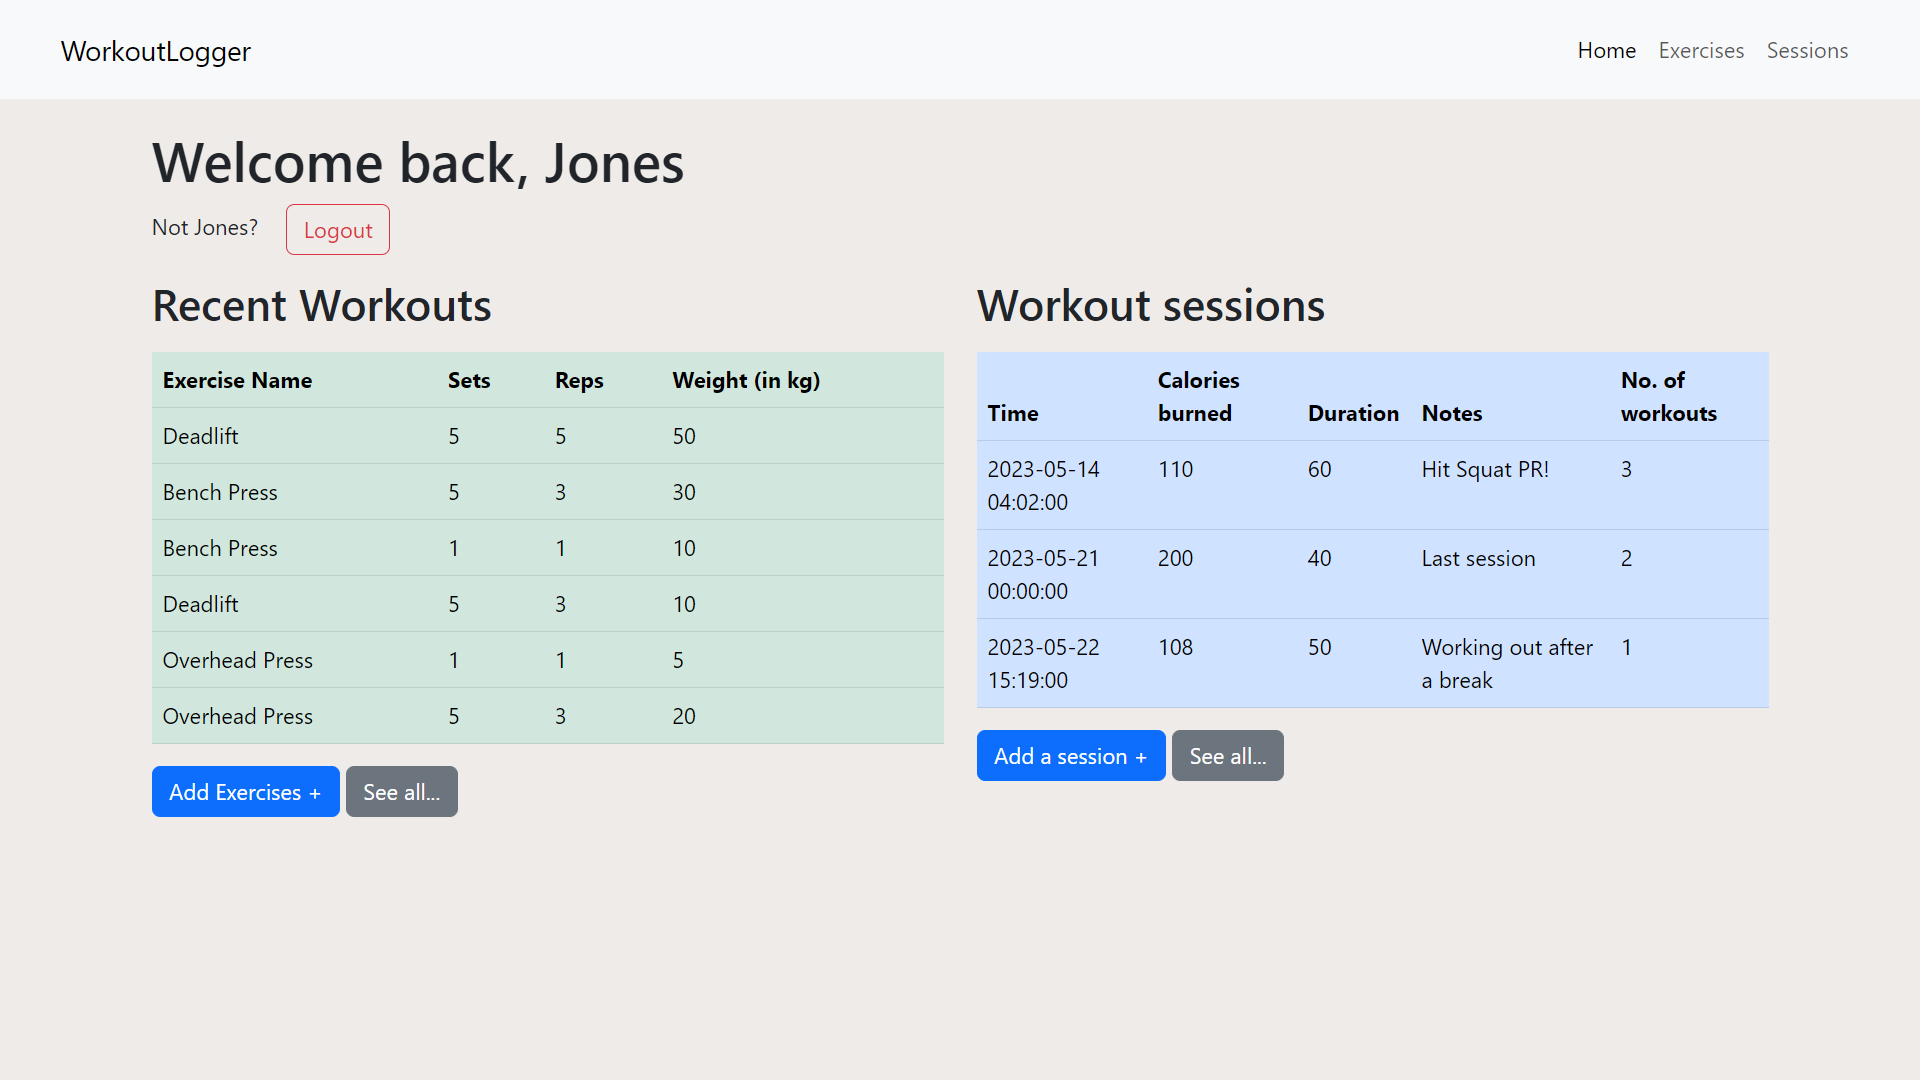 WorkoutLogger
Home Exercises Sessions
Welcome back, Jones
Not Jones? Logout
Recent Workouts
Exercise Name Sets Reps Weight (in kg)
Deadlift 5 5 50
Bench Press 5 3 30
Bench Press 1 1 10
Deadlift 5 3 10
Overhead Press 1 1 5
Overhead Press 5 3 20
Add Exercises + See all...
Workout sessions
Time Calories burned Duration Notes No. of workouts
2023-05-14 04:02:00 110 60 Hit Squat PR! 3
2023-05-21 00:00:00 200 40 Last session 2
2023-05-22 15:19:00 108 50 Working out after a break 1
Add a session + See all...